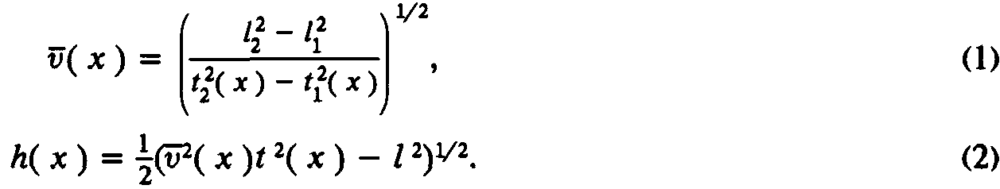 v̄( x ) = ( (l₂² − l₁²) / (t₂²( x ) − t₁²( x )) )^{1/2}, (1)
h( x ) = ½(v̄²( x )t²( x ) − l²)^{1/2}. (2)